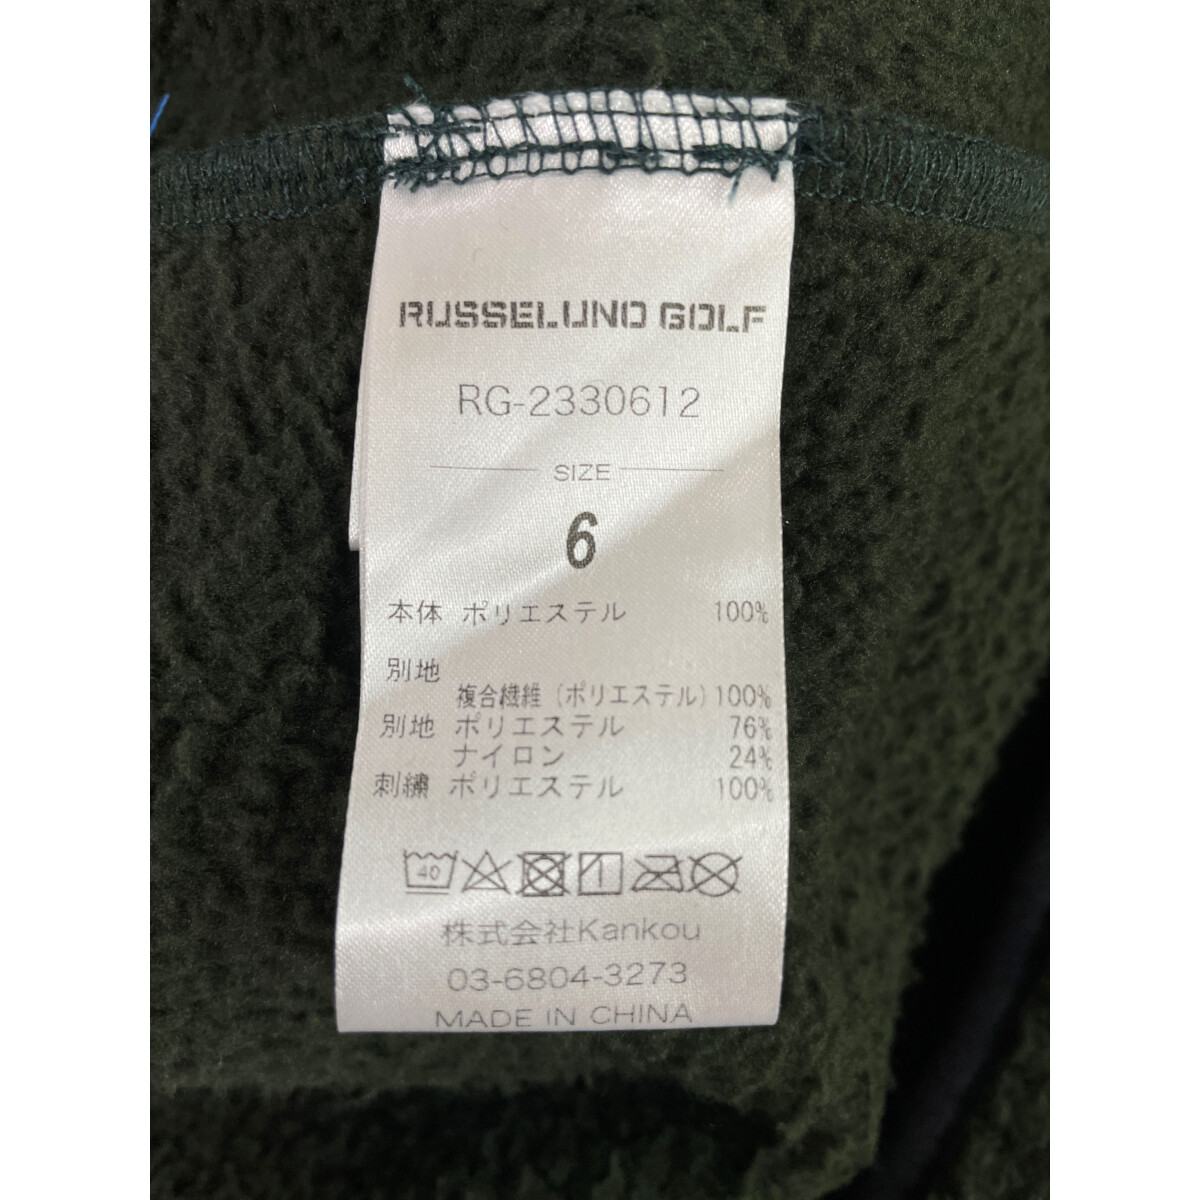 RUSSELUNO GOLF
RG-2330612
SIZE
6
本体 ポリエステル 100%
別地
複合繊維(ポリエステル)100%
別地 ポリエステル 76%
ナイロン 24%
刺繍 ポリエステル 100%
40
株式会社Kankou
03-6804-3273
MADE IN CHINA